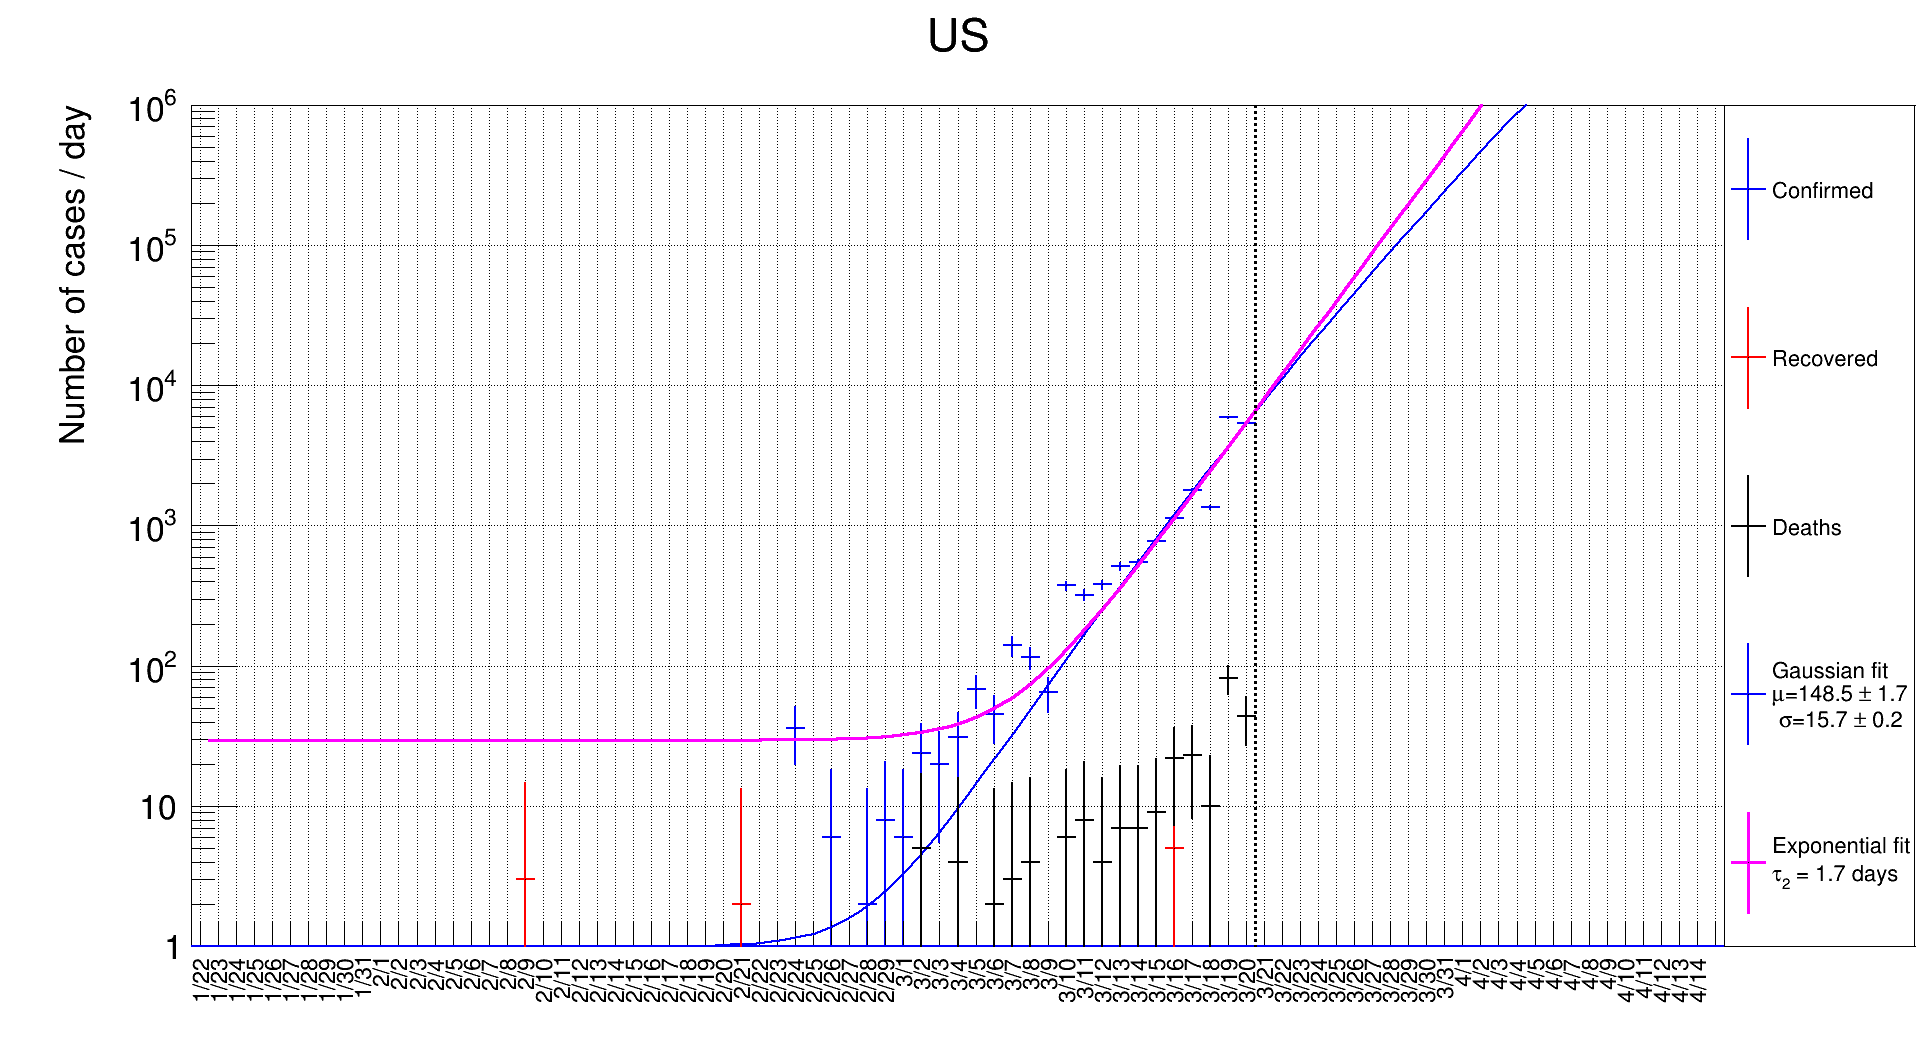 US
Number of cases / day
10^6
10^5
10^4
10^3
10^2
10
1
1/22 1/23 1/24 1/25 1/26 1/27 1/28 1/29 1/30 1/31 2/1 2/2 2/3 2/4 2/5 2/6 2/7 2/8 2/9 2/10 2/11 2/12 2/13 2/14 2/15 2/16 2/17 2/18 2/19 2/20 2/21 2/22 2/23 2/24 2/25 2/26 2/27 2/28 2/29 3/1 3/2 3/3 3/4 3/5 3/6 3/7 3/8 3/9 3/10 3/11 3/12 3/13 3/14 3/15 3/16 3/17 3/18 3/19 3/20 3/21 3/22 3/23 3/24 3/25 3/26 3/27 3/28 3/29 3/30 3/31 4/1 4/2 4/3 4/4 4/5 4/6 4/7 4/8 4/9 4/10 4/11 4/12 4/13 4/14
Confirmed
Recovered
Deaths
Gaussian fit
μ=148.5 ± 1.7
σ=15.7 ± 0.2
Exponential fit
τ₂ = 1.7 days